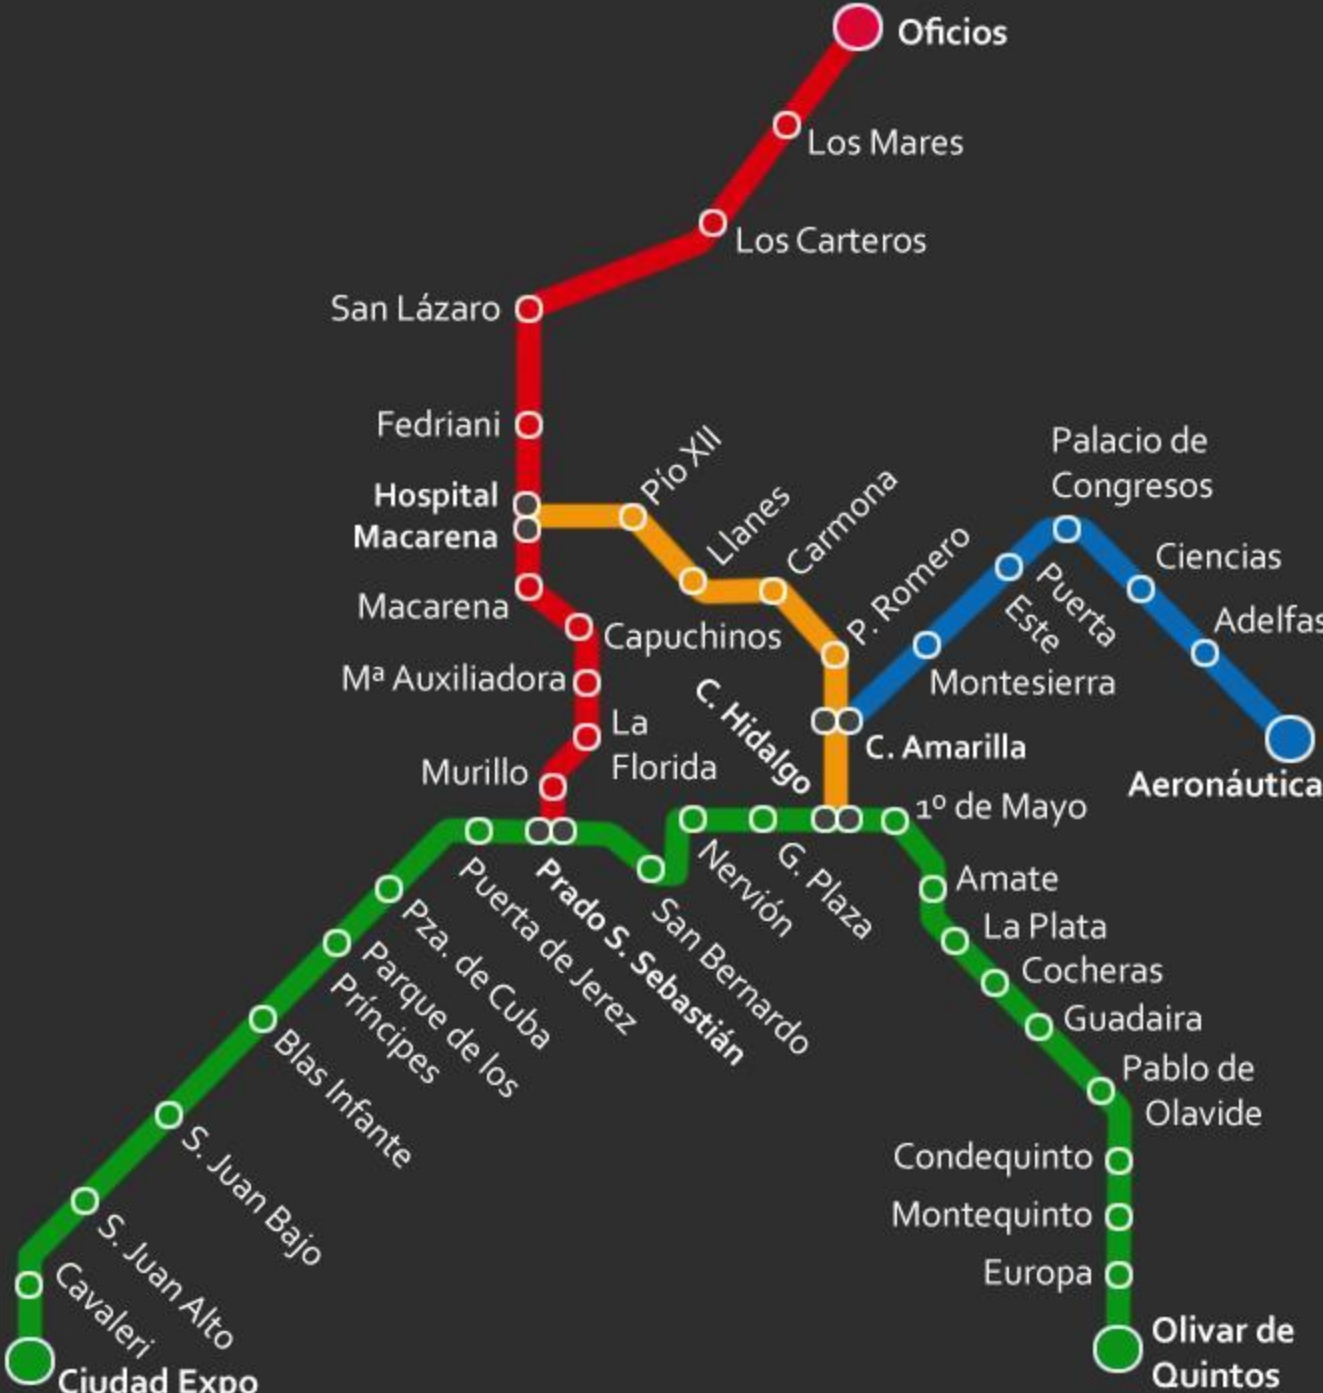 Oficios
Los Mares
Los Carteros
San Lázaro
Fedriani
Hospital
Macarena
Pío XII
Llanes
Carmona
P. Romero
Palacio de
Congresos
Ciencias
Puerta
Este
Adelfas
Macarena
Capuchinos
Mª Auxiliadora
Montesierra
La
Florida
C. Hidalgo
C. Amarilla
Aeronáutica
Murillo
1º de Mayo
Puerta de Jerez
Prado S. Sebastián
San Bernardo
Nervión
G. Plaza
Amate
La Plata
Cocheras
Guadaira
Pablo de
Olavide
Pza. de Cuba
Parque de los
Príncipes
Blas Infante
S. Juan Bajo
S. Juan Alto
Cavaleri
Ciudad Expo
Condequinto
Montequinto
Europa
Olivar de
Quintos